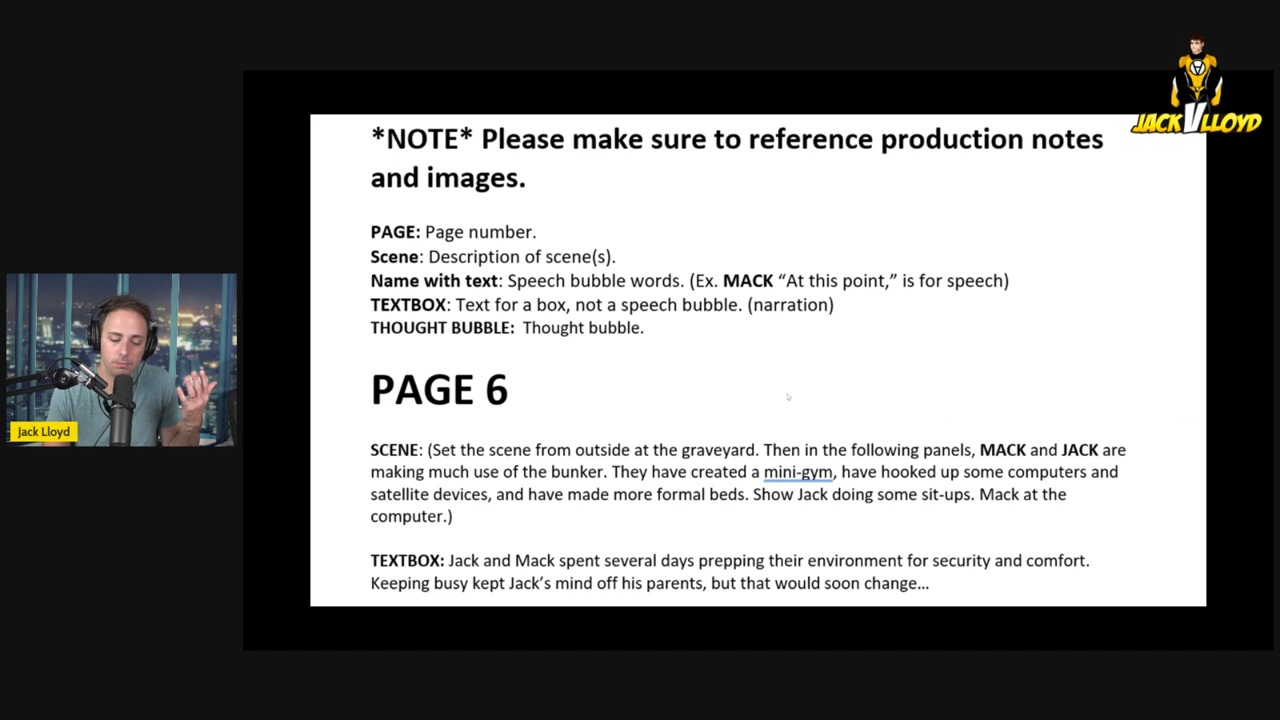 JACK V LLOYD
*NOTE* Please make sure to reference production notes
and images.
PAGE: Page number.
Scene: Description of scene(s).
Name with text: Speech bubble words. (Ex. MACK “At this point,” is for speech)
TEXTBOX: Text for a box, not a speech bubble. (narration)
THOUGHT BUBBLE: Thought bubble.
PAGE 6
SCENE: (Set the scene from outside at the graveyard. Then in the following panels, MACK and JACK are
making much use of the bunker. They have created a mini-gym, have hooked up some computers and
satellite devices, and have made more formal beds. Show Jack doing some sit-ups. Mack at the
computer.)
TEXTBOX: Jack and Mack spent several days prepping their environment for security and comfort.
Keeping busy kept Jack’s mind off his parents, but that would soon change…
Jack Lloyd